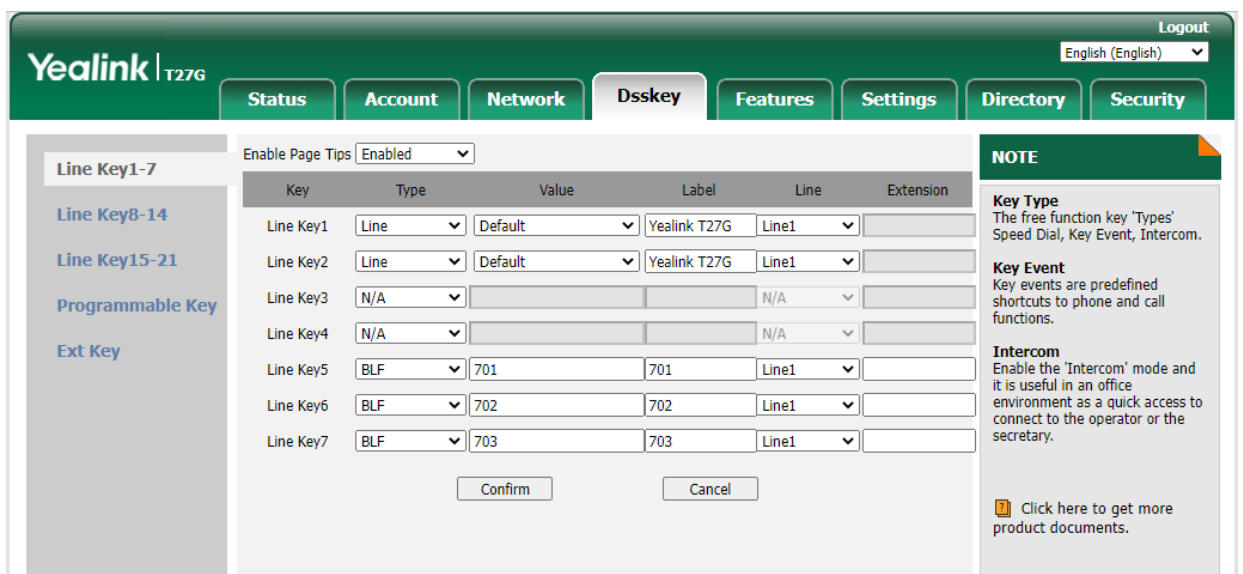 Logout
English (English)
Yealink | T27G
Status Account Network Dsskey Features Settings Directory Security
Line Key1-7
Line Key8-14
Line Key15-21
Programmable Key
Ext Key
Enable Page Tips Enabled
Key Type Value Label Line Extension
Line Key1 Line Default Yealink T27G Line1
Line Key2 Line Default Yealink T27G Line1
Line Key3 N/A N/A
Line Key4 N/A N/A
Line Key5 BLF 701 701 Line1
Line Key6 BLF 702 702 Line1
Line Key7 BLF 703 703 Line1
Confirm Cancel
NOTE
Key Type
The free function key 'Types'
Speed Dial, Key Event, Intercom.
Key Event
Key events are predefined
shortcuts to phone and call
functions.
Intercom
Enable the 'Intercom' mode and
it is useful in an office
environment as a quick access to
connect to the operator or the
secretary.
? Click here to get more
product documents.